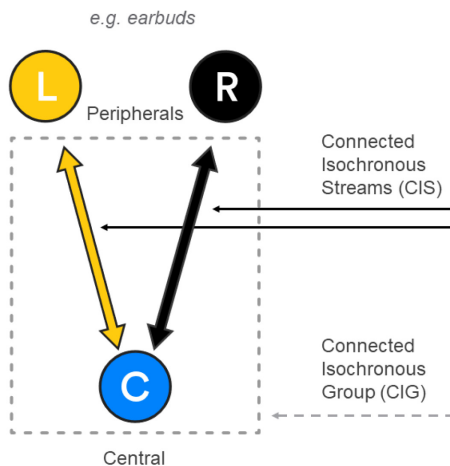 e.g. earbuds
L
R
Peripherals
Connected
Isochronous
Streams (CIS)
Connected
Isochronous
Group (CIG)
C
Central